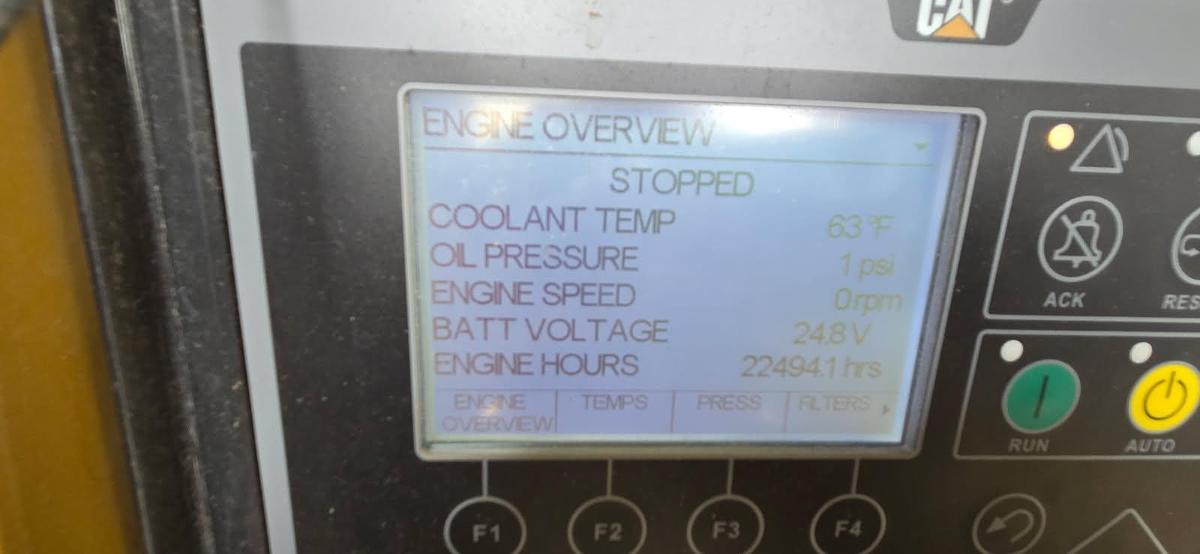 CAT
ENGINE OVERVIEW
STOPPED
COOLANT TEMP 63 °F
OIL PRESSURE 1 psi
ENGINE SPEED 0 rpm
BATT VOLTAGE 24.8 V
ENGINE HOURS 22494.1 hrs
ENGINE OVERVIEW TEMPS PRESS FILTERS
F1 F2 F3 F4
ACK RES
RUN AUTO